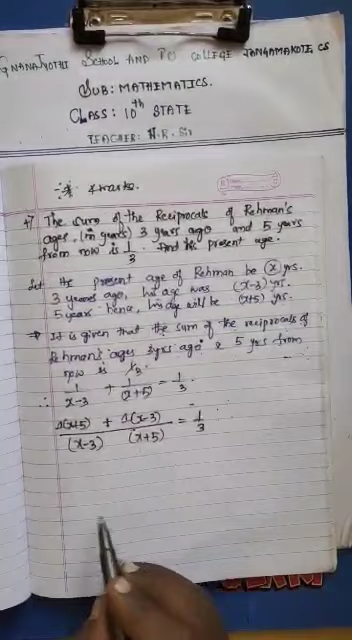 GNANAJYOTHI SCHOOL AND PU COLLEGE JANGAMAKOTE CS
SUB: MATHEMATICS.
CLASS: 10th STATE
TEACHER: H.R. Sir
4 marks.
47 The sum of the Reciprocals of Rehman's
ages, (in years) 3 years ago and 5 years
from now is 1/3. Find his present age.
Let the present age of Rehman be (x) yrs.
3 years ago, his age was (x-3) yrs.
5 years hence, his age will be (x+5) yrs.
⇒ It is given that the sum of the reciprocals of
Rehman's ages 3yrs ago & 5 yrs from
now is 1/3.
∴ 1/(x-3) + 1/(x+5) = 1/3.
1(x+5) + 1(x-3) / (x-3) (x+5) = 1/3